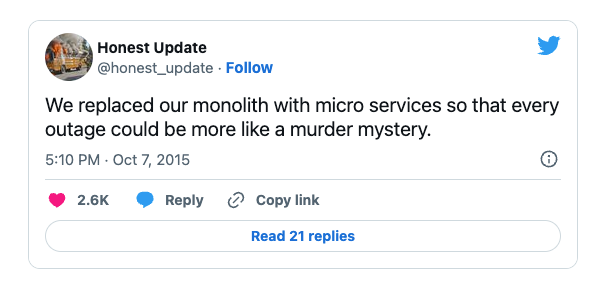 Honest Update
@honest_update · Follow
We replaced our monolith with micro services so that every
outage could be more like a murder mystery.
5:10 PM · Oct 7, 2015
2.6K Reply Copy link
Read 21 replies